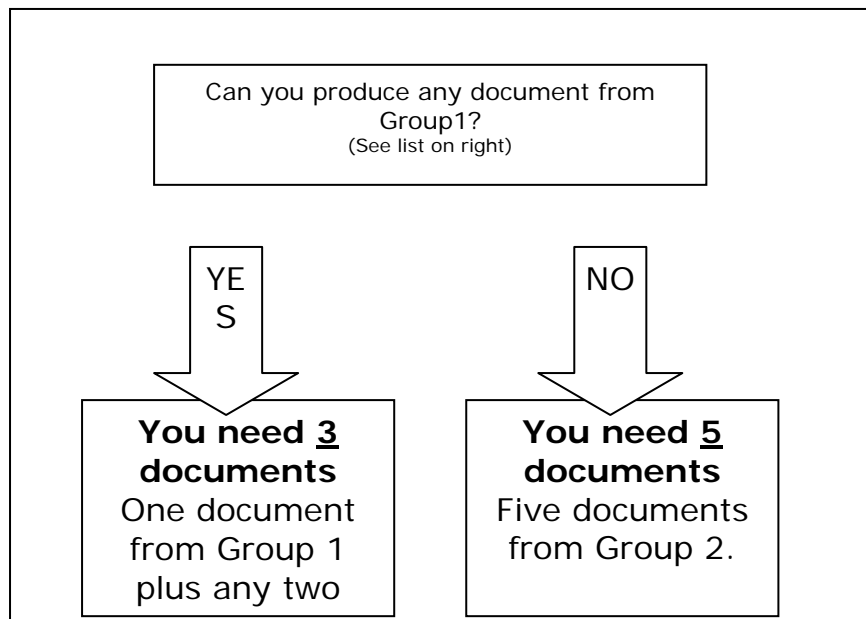 Can you produce any document from
Group1?
(See list on right)
YE
S
NO
You need 3
documents
One document
from Group 1
plus any two
You need 5
documents
Five documents
from Group 2.